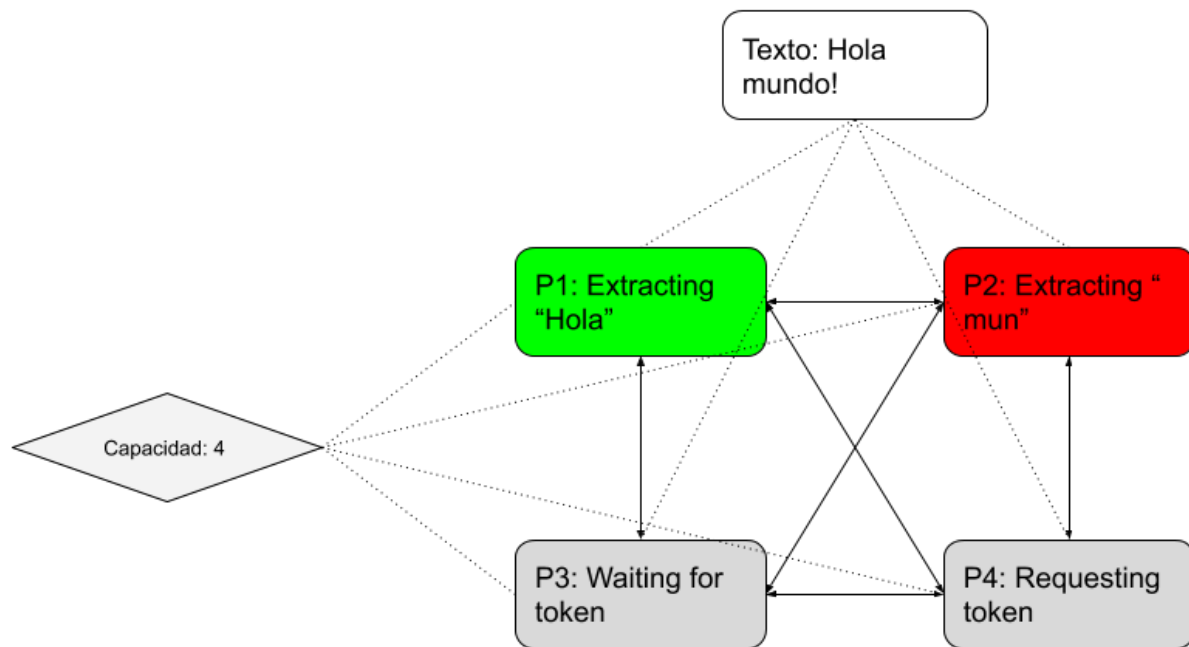 Texto: Hola
mundo!
P1: Extracting
“Hola”
P2: Extracting “
mun”
Capacidad: 4
P3: Waiting for
token
P4: Requesting
token